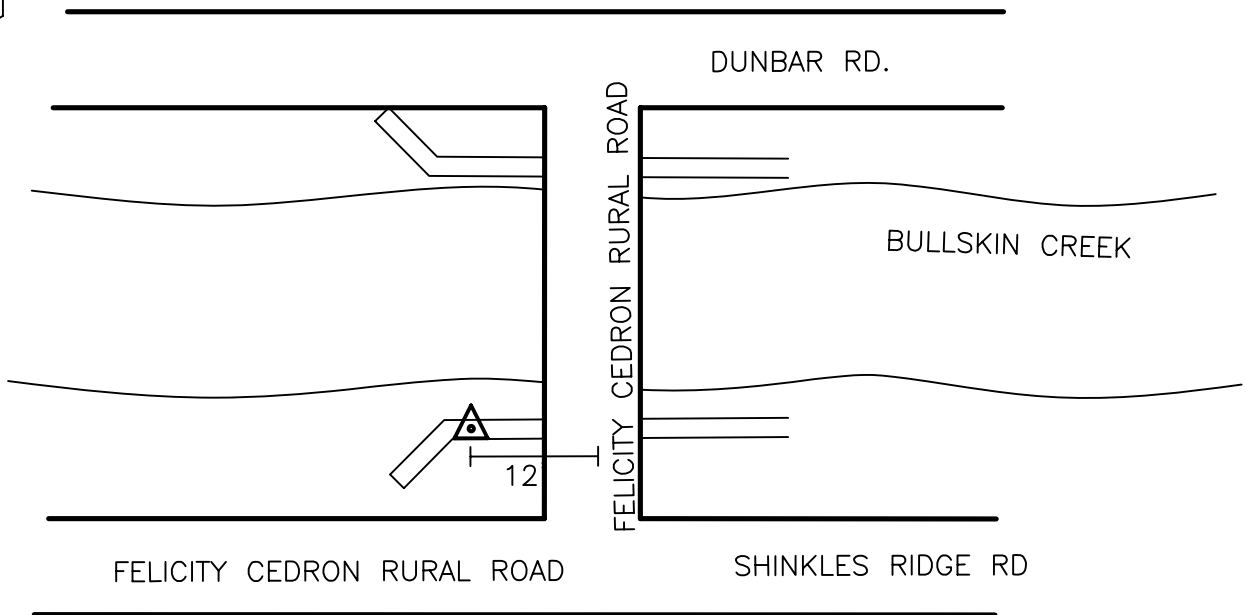 DUNBAR RD.
FELICITY CEDRON RURAL ROAD
BULLSKIN CREEK
12
FELICITY CEDRON RURAL ROAD
SHINKLES RIDGE RD